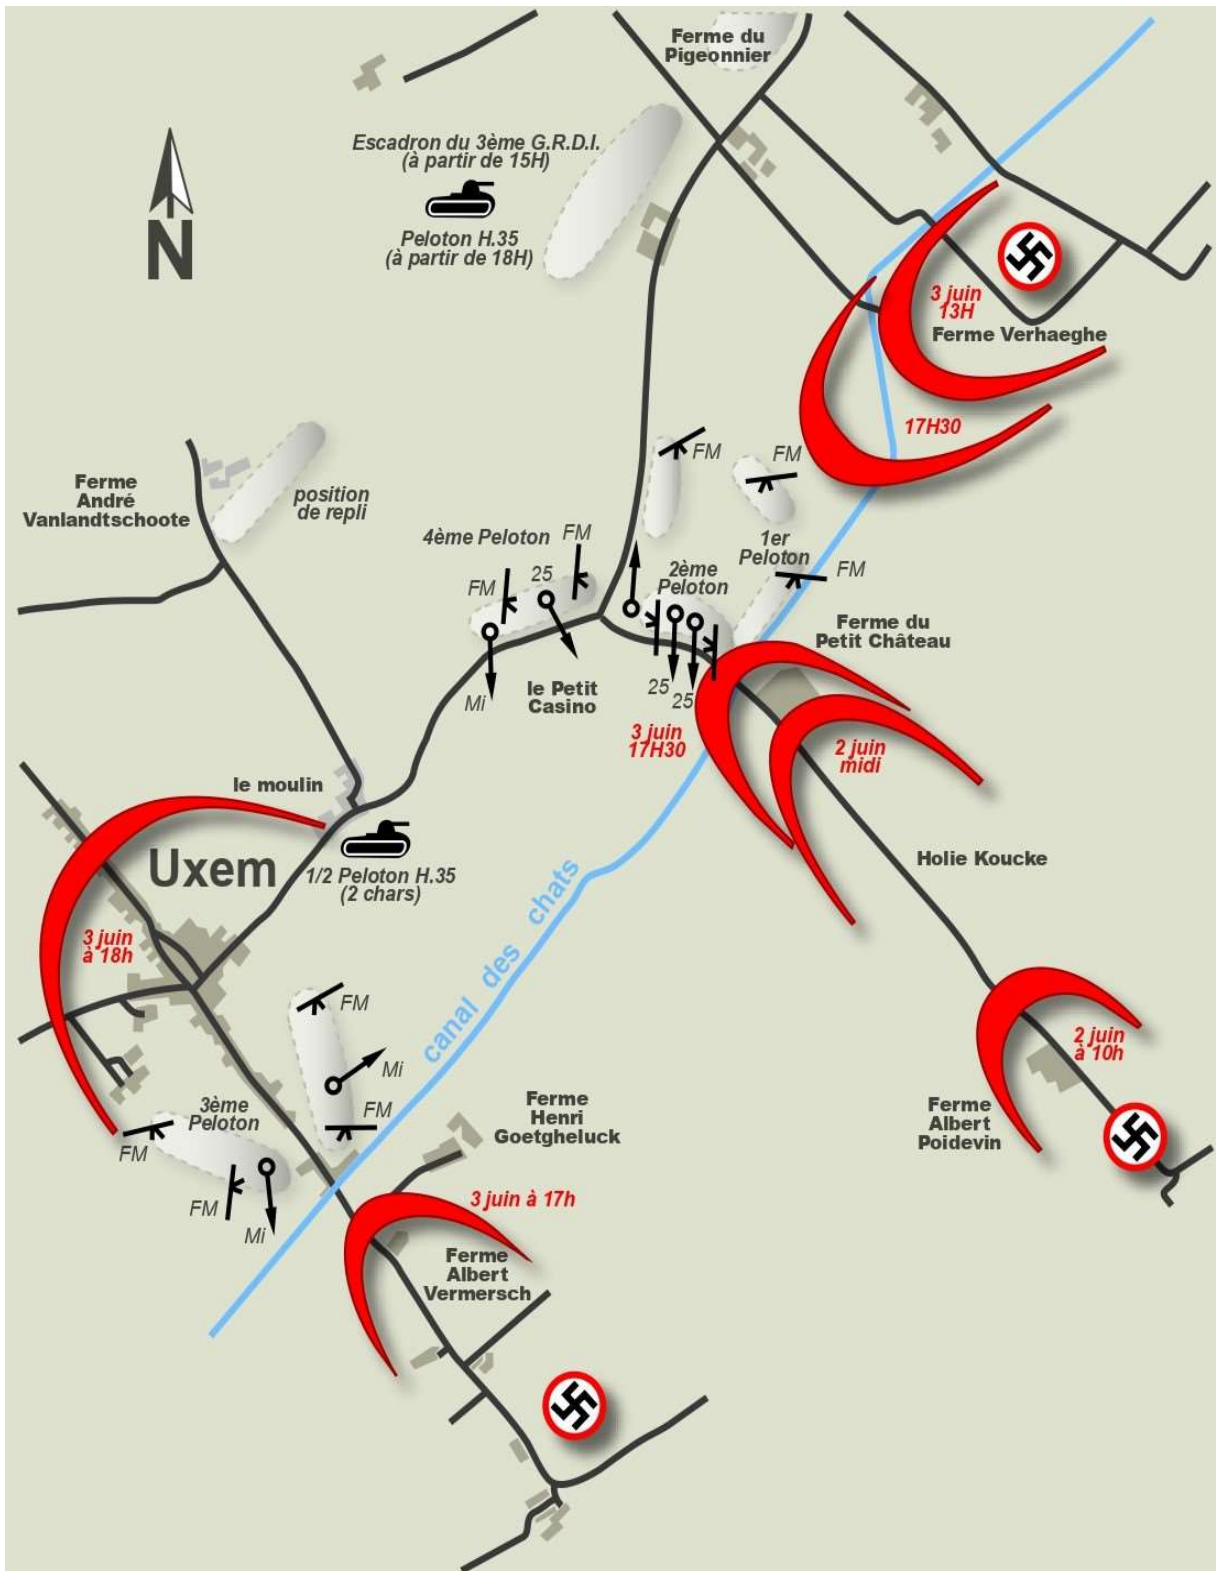 Ferme du
Pigeonnier
Escadron du 3ème G.R.D.I.
(à partir de 15H)
Peloton H.35
(à partir de 18H)
N
3 juin
13H
Ferme Verhaeghe
17H30
FM
FM
Ferme
André
Vanlandtschoote
position
de repli
4ème Peloton
FM
25
FM
1er
Peloton
FM
2ème
Peloton
Ferme du
Petit Château
Mi
le Petit
Casino
25
25
3 juin
17H30
2 juin
midi
le moulin
Uxem
1/2 Peloton H.35
(2 chars)
Holie Koucke
canal des chats
3 juin
à 18h
FM
Mi
FM
2 juin
à 10h
3ème
Peloton
FM
FM
Mi
Ferme
Henri
Goetgheluck
Ferme
Albert
Poidevin
3 juin à 17h
Ferme
Albert
Vermersch